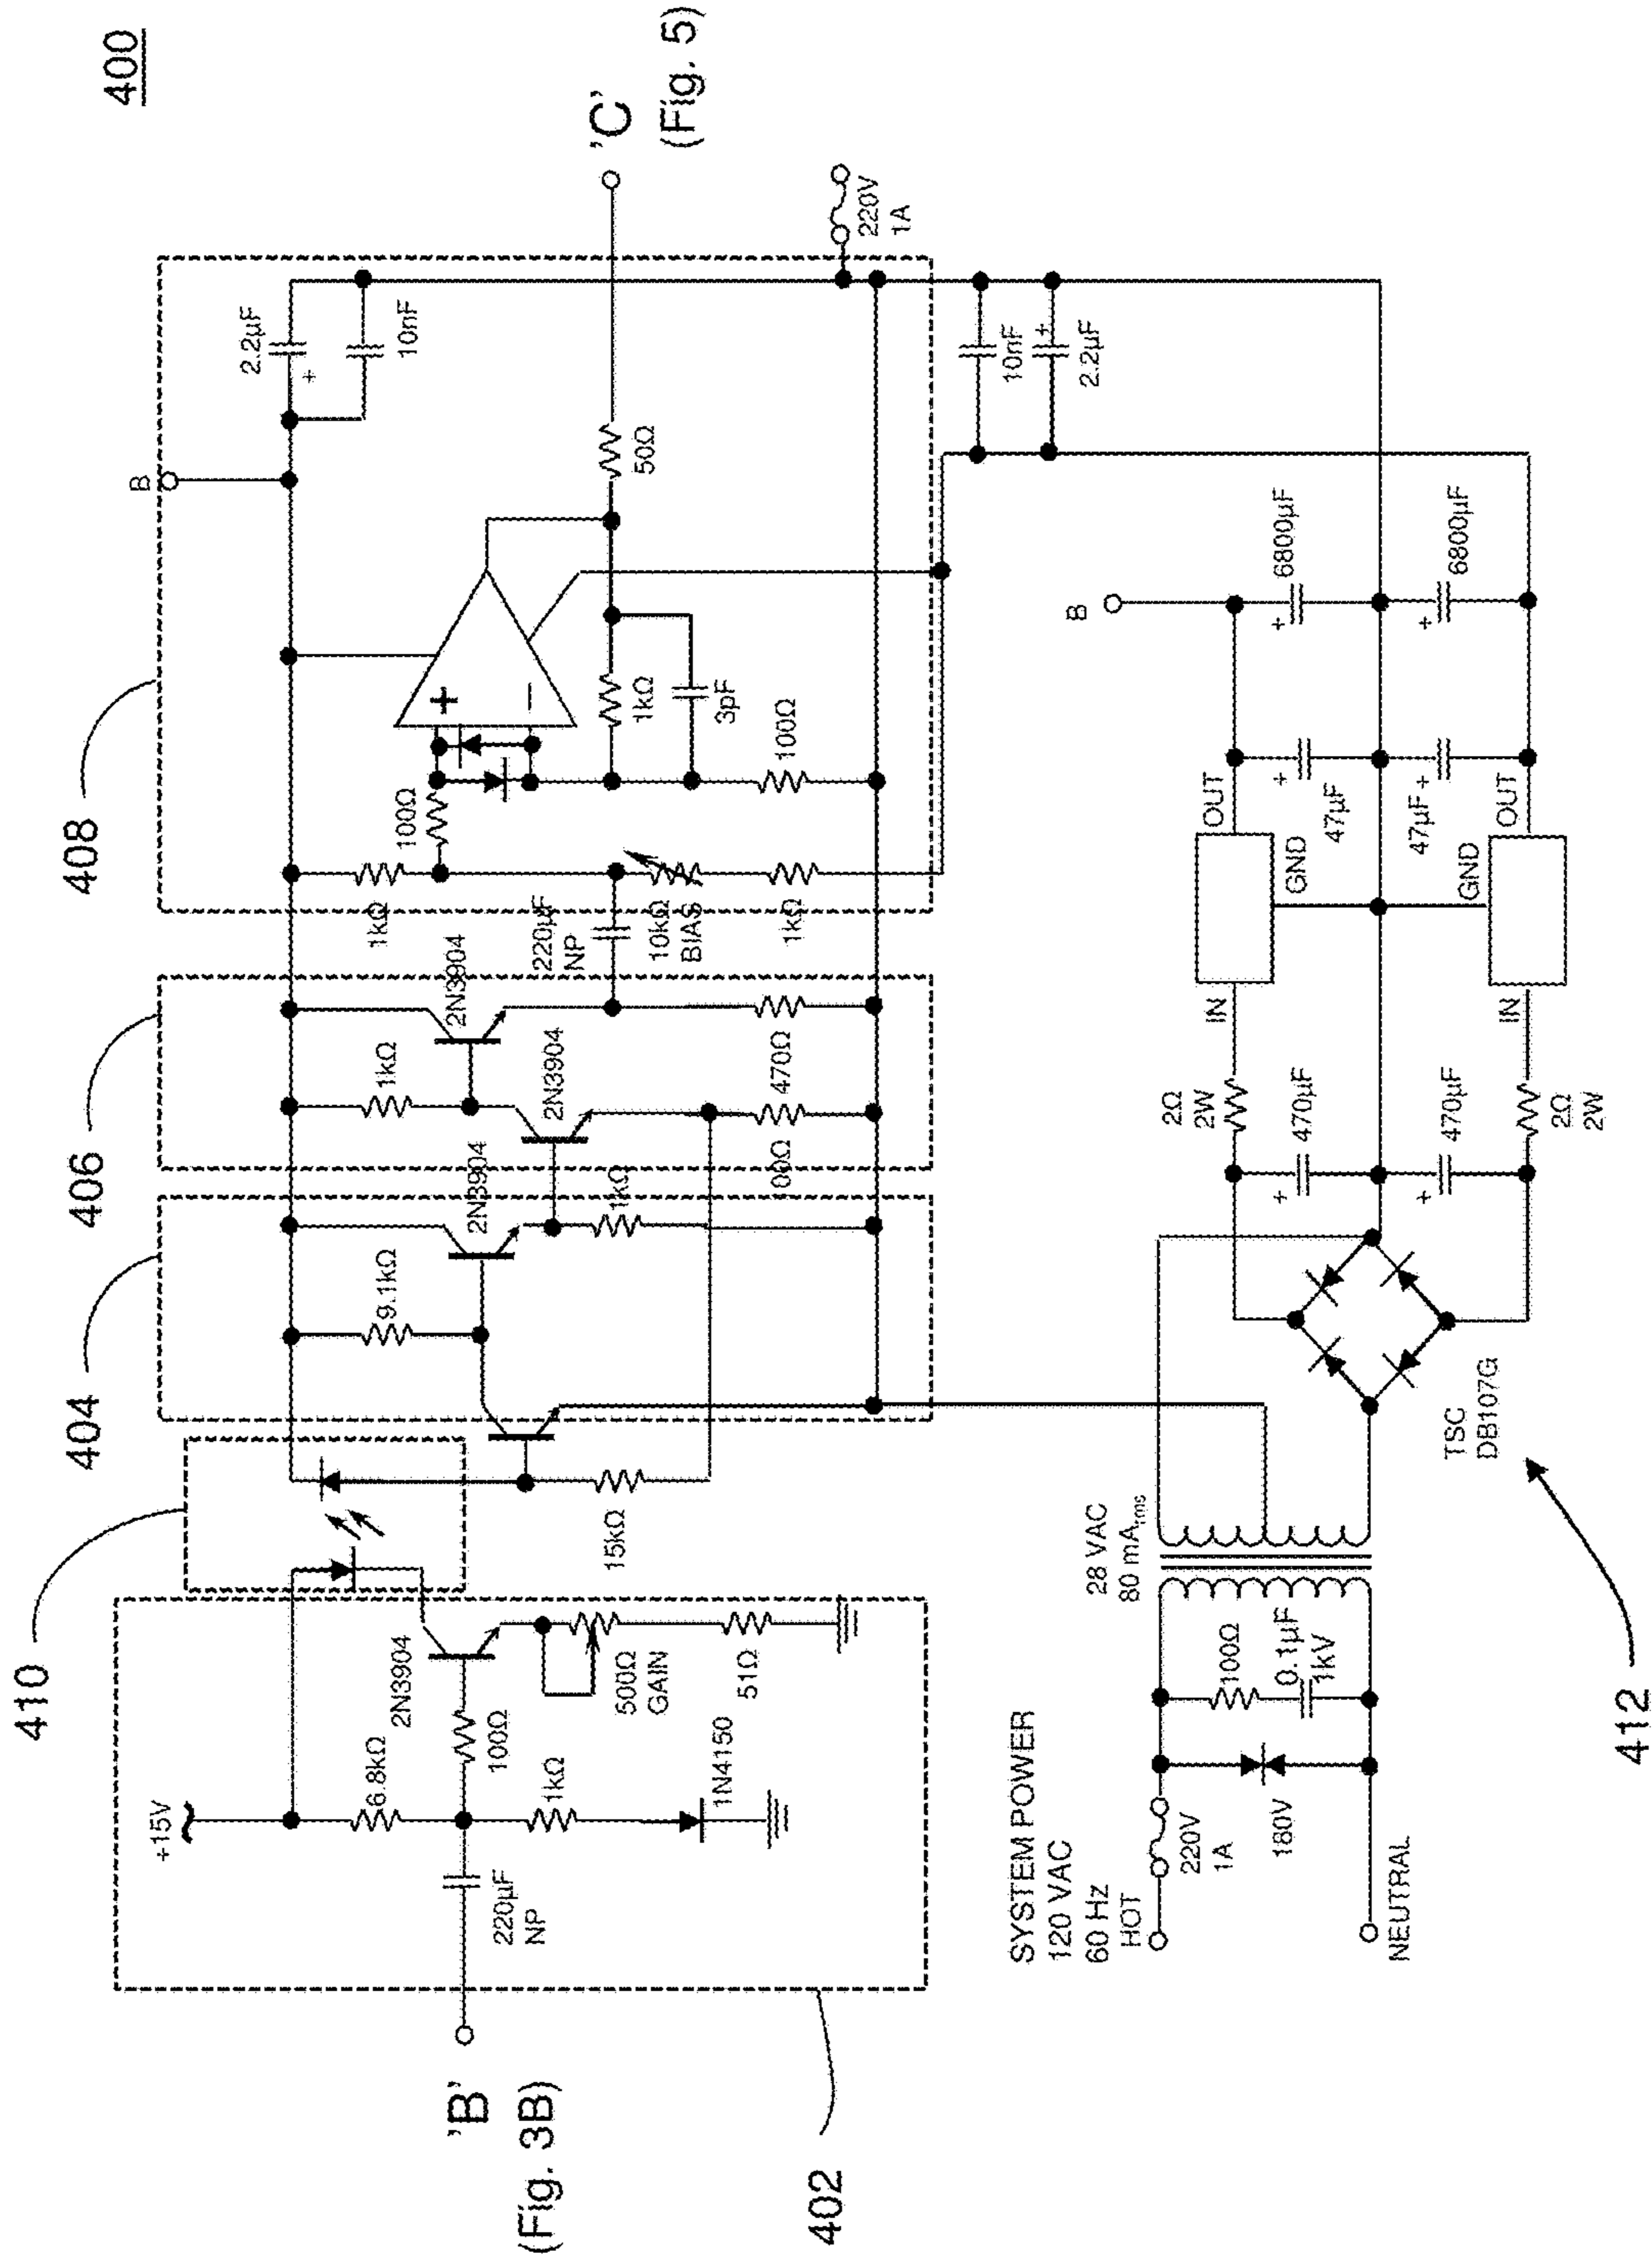 400
'B'
(Fig. 3B)
402
+15V
6.8kΩ
220µF
NP
100Ω
1kΩ
1N4150
2N3904
500Ω
GAIN
51Ω
410
15kΩ
404
9.1kΩ
2N3904
1kΩ
406
1kΩ
2N3904
2N3904
100Ω
470Ω
408
1kΩ
220µF
NP
10kΩ
BIAS
1kΩ
100Ω
+
−
1kΩ
3pF
100Ω
50Ω
B
2.2µF
+
10nF
'C'
(Fig. 5)
220V
1A
10nF
+
2.2µF
SYSTEM POWER
120 VAC
60 Hz
HOT
220V
1A
180V
NEUTRAL
100Ω
0.1µF
1kV
28 VAC
80 mArms
TSC
DB107G
412
+
470µF
+
470µF
2Ω
2W
2Ω
2W
IN
OUT
GND
IN
OUT
GND
+
47µF
47µF
+
B
+
6800µF
+
6800µF